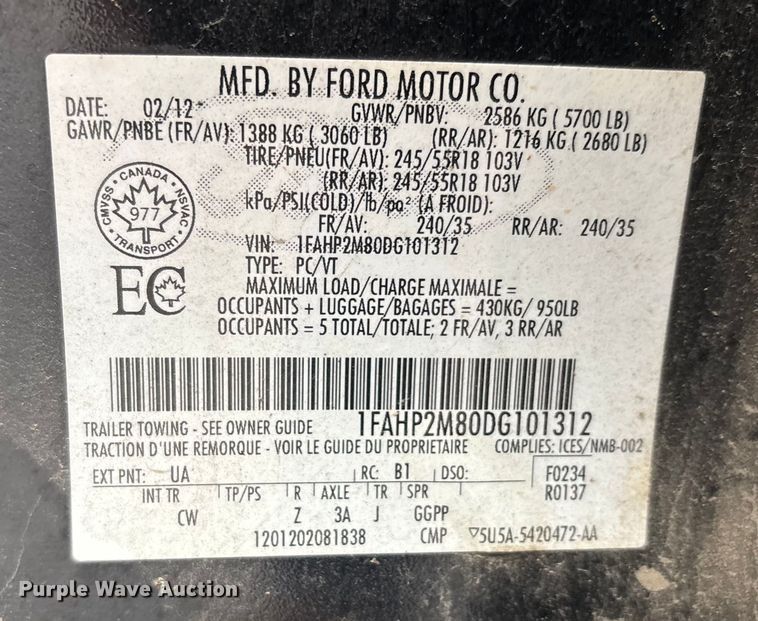 MFD. BY FORD MOTOR CO.
DATE: 02/12 GVWR/PNBV: 2586 KG ( 5700 LB)
GAWR/PNBE (FR/AV): 1388 KG ( 3060 LB) (RR/AR): 1216 KG ( 2680 LB)
TIRE/PNEU(FR/AV): 245/55R18 103V
(RR/AR): 245/55R18 103V
kPa/PSI(COLD)/lb/po² (A FROID):
FR/AV: 240/35 RR/AR: 240/35
CMVSS • CANADA • NSVAC • TRANSPORT •
977
VIN: 1FAHP2M80DG101312
TYPE: PC/VT
EC
MAXIMUM LOAD/CHARGE MAXIMALE =
OCCUPANTS + LUGGAGE/BAGAGES = 430KG/ 950LB
OCCUPANTS = 5 TOTAL/TOTALE; 2 FR/AV, 3 RR/AR
TRAILER TOWING - SEE OWNER GUIDE 1FAHP2M80DG101312
TRACTION D'UNE REMORQUE - VOIR LE GUIDE DU PROPRIETAIRE COMPLIES: ICES/NMB-002
EXT PNT: UA RC: B1 DSO: F0234
INT TR TP/PS R AXLE TR SPR R0137
CW Z 3A J GGPP
1201202081838 CMP 5U5A-5420472-AA
Purple Wave Auction